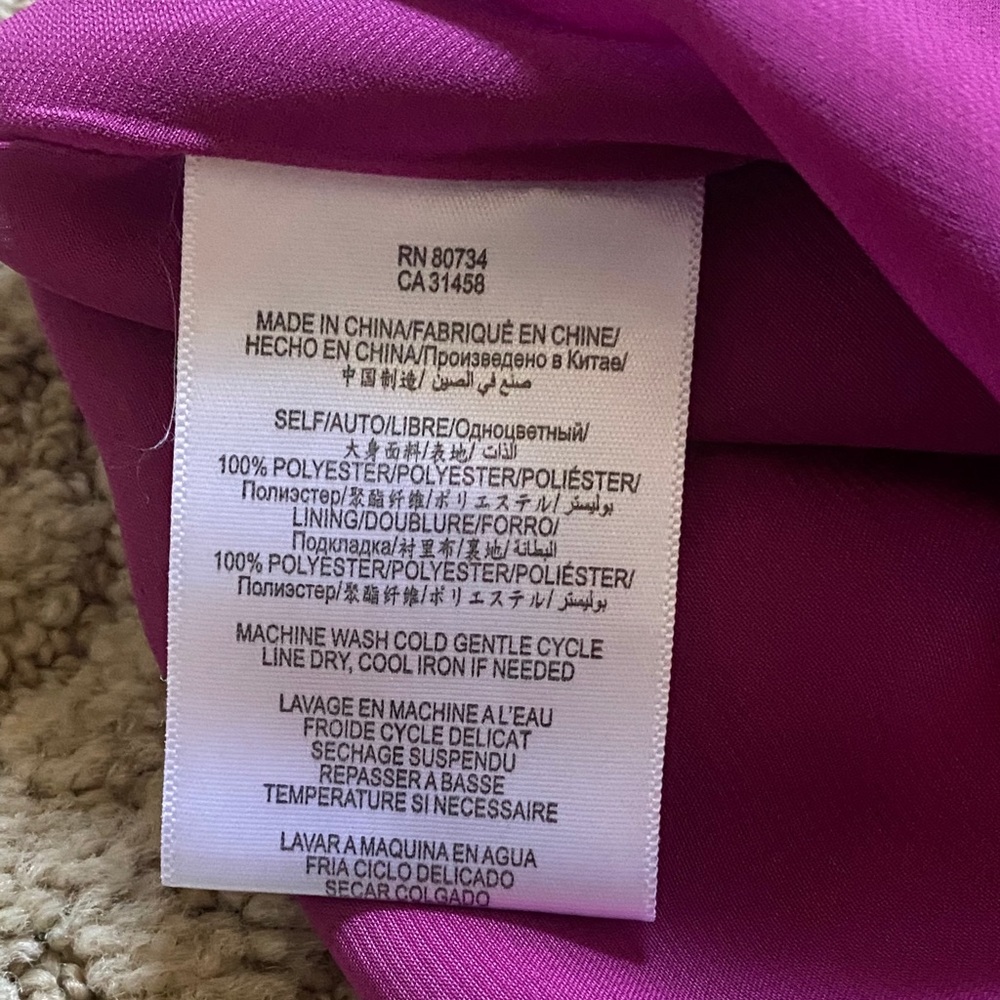 RN 80734
CA 31458
MADE IN CHINA/FABRIQUÉ EN CHINE/
HECHO EN CHINA/Произведено в Китае/
中国制造/ صنع في الصين
SELF/AUTO/LIBRE/Одноцветный/
大身面料/表地/ الذات
100% POLYESTER/POLYESTER/POLIÉSTER/
Полиэстер/聚酯纤维/ポリエステル/ بوليستر
LINING/DOUBLURE/FORRO/
Подкладка/衬里布/裏地/ البطانة
100% POLYESTER/POLYESTER/POLIÉSTER/
Полиэстер/聚酯纤维/ポリエステル/ بوليستر
MACHINE WASH COLD GENTLE CYCLE
LINE DRY, COOL IRON IF NEEDED
LAVAGE EN MACHINE A L'EAU
FROIDE CYCLE DELICAT
SECHAGE SUSPENDU
REPASSER A BASSE
TEMPERATURE SI NECESSAIRE
LAVAR A MAQUINA EN AGUA
FRIA CICLO DELICADO
SECAR COLGADO